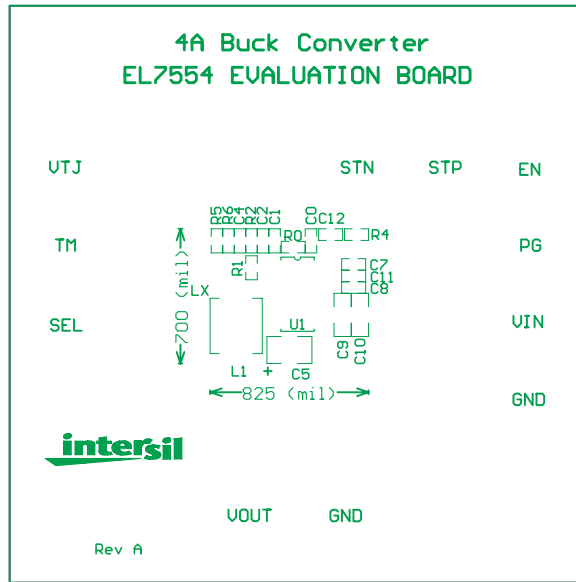 4A Buck Converter
EL7554 EVALUATION BOARD
VTJ
STN
STP
EN
R5
R6
C4
R2
C2
C1
R0
C0
C12
R4
TM
PG
R1
C7
C11
C8
LX
700 (mil)
SEL
U1
VIN
C9
C10
L1
+
C5
825 (mil)
GND
intersil
VOUT
GND
Rev A